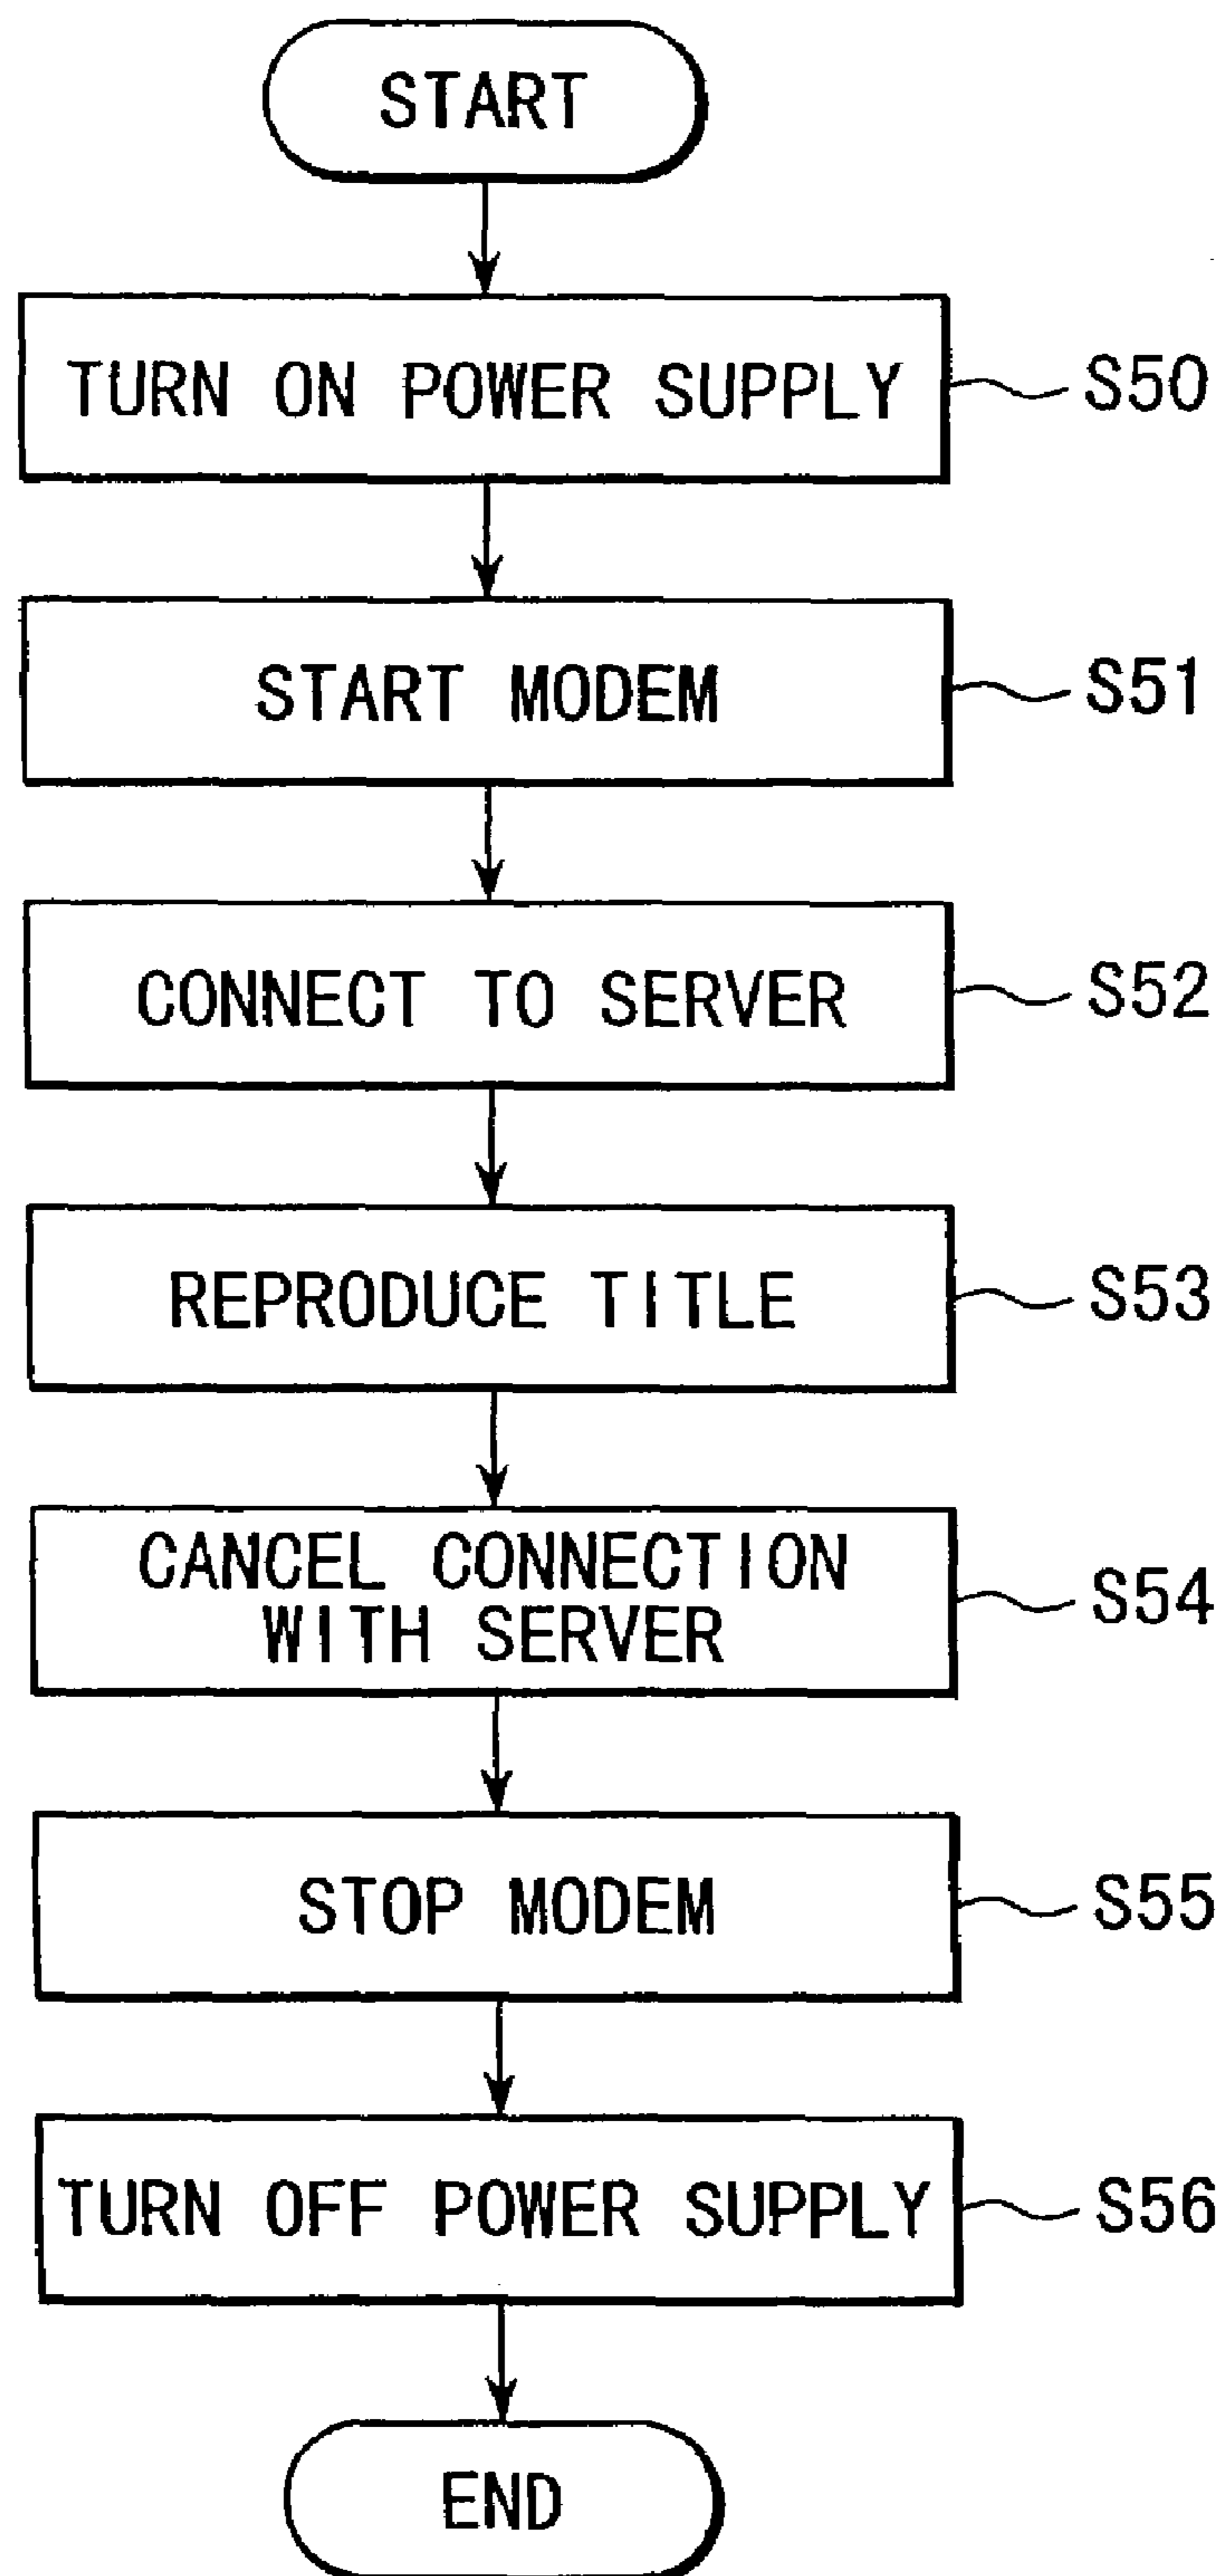 START
TURN ON POWER SUPPLY
S50
START MODEM
S51
CONNECT TO SERVER
S52
REPRODUCE TITLE
S53
CANCEL CONNECTION
WITH SERVER
S54
STOP MODEM
S55
TURN OFF POWER SUPPLY
S56
END